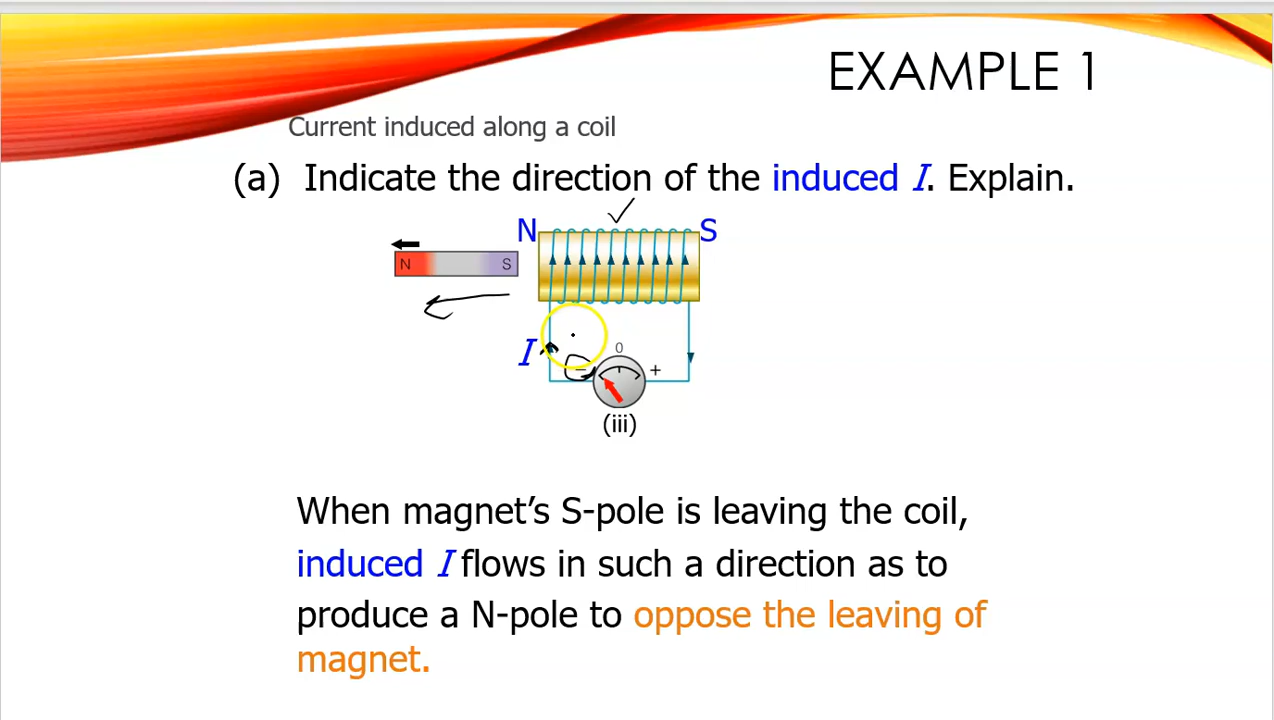 EXAMPLE 1
Current induced along a coil
(a) Indicate the direction of the induced I. Explain.
N S
N S
I
− 0 +
(iii)
When magnet’s S-pole is leaving the coil,
induced I flows in such a direction as to
produce a N-pole to oppose the leaving of
magnet.